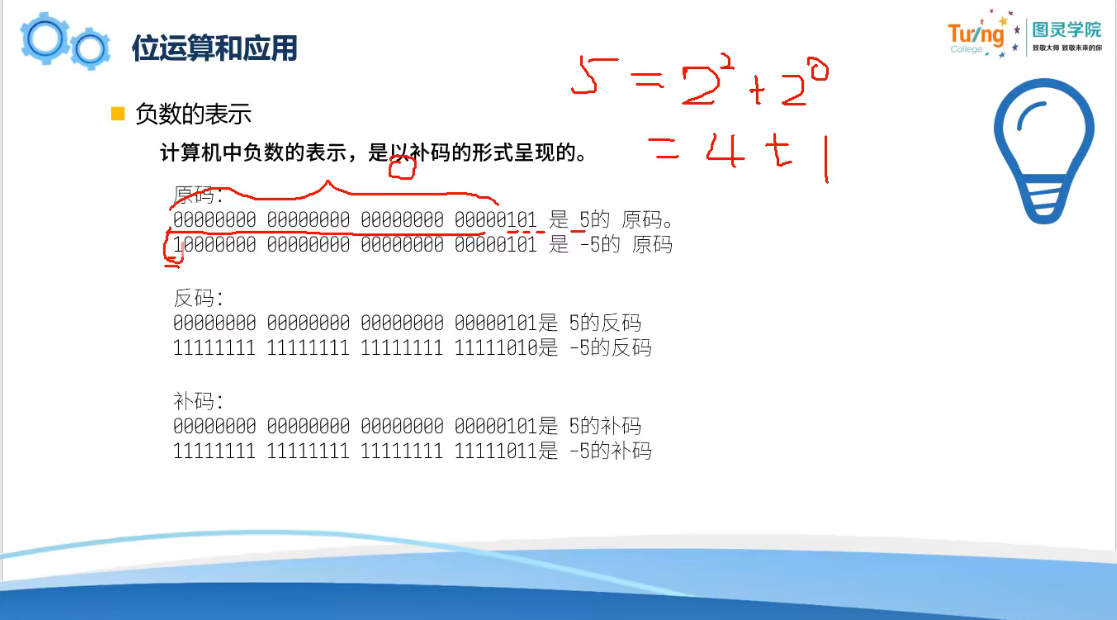 位运算和应用
Tuling
College
图灵学院
致敬大师 致敬未来的你
5 = 2² + 2⁰
= 4 + 1
负数的表示
计算机中负数的表示，是以补码的形式呈现的。
0
原码：
00000000 00000000 00000000 00000101 是 5的 原码。
10000000 00000000 00000000 00000101 是 -5的 原码
反码：
00000000 00000000 00000000 00000101是 5的反码
11111111 11111111 11111111 11111010是 -5的反码
补码：
00000000 00000000 00000000 00000101是 5的补码
11111111 11111111 11111111 11111011是 -5的补码